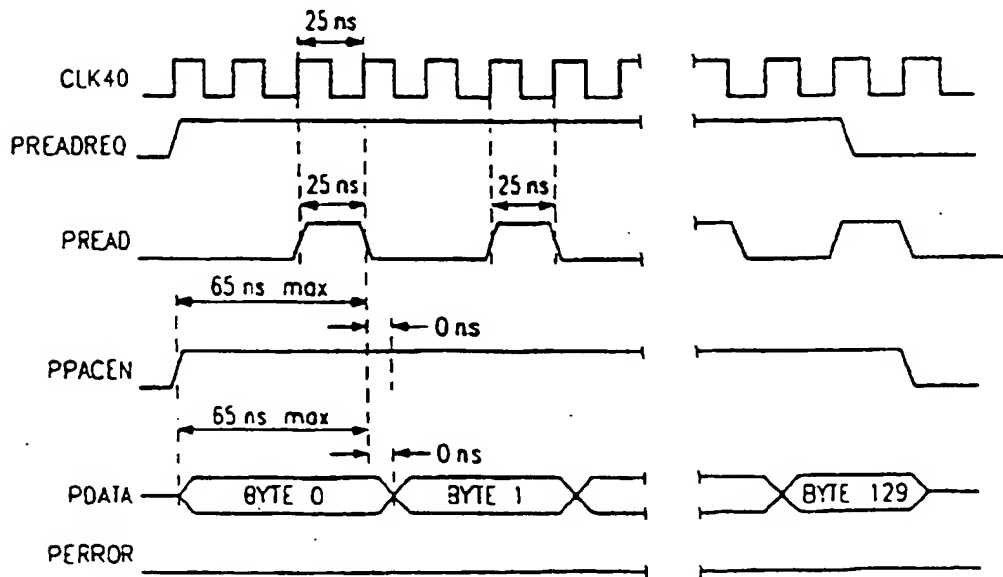 25 ns
CLK40
PREADREQ
25 ns
25 ns
PREAD
65 ns max
0 ns
PPACEN
65 ns max
0 ns
PDATA
BYTE 0
BYTE 1
BYTE 129
PERROR